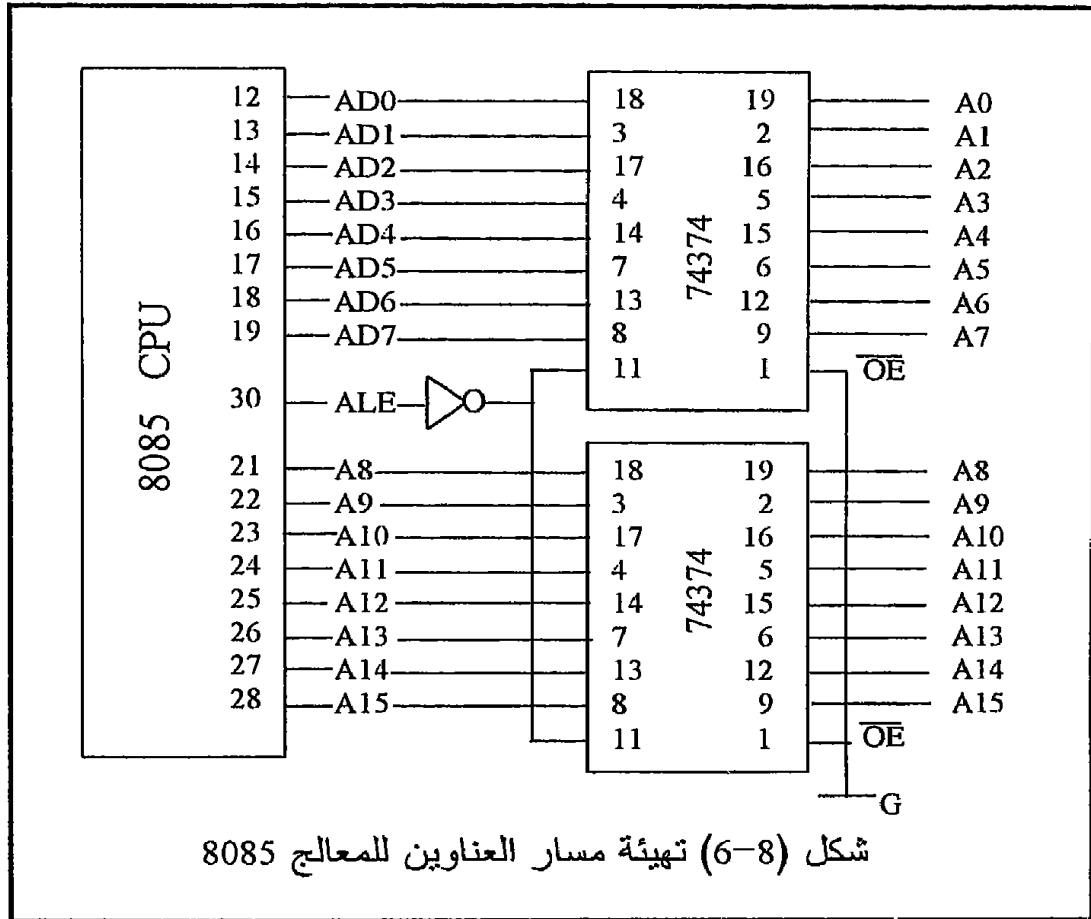 12 AD0 18 19 A0
13 AD1 3 2 A1
14 AD2 17 16 A2
15 AD3 4 5 A3
16 AD4 14 15 A4
17 AD5 7 6 A5
18 AD6 13 12 A6
19 AD7 8 9 A7
11 1 OE
74374
30 ALE
8085 CPU
21 A8 18 19 A8
22 A9 3 2 A9
23 A10 17 16 A10
24 A11 4 5 A11
25 A12 14 15 A12
26 A13 7 6 A13
27 A14 13 12 A14
28 A15 8 9 A15
11 1 OE
74374
G
شكل (8-6) تهيئة مسار العناوين للمعالج 8085